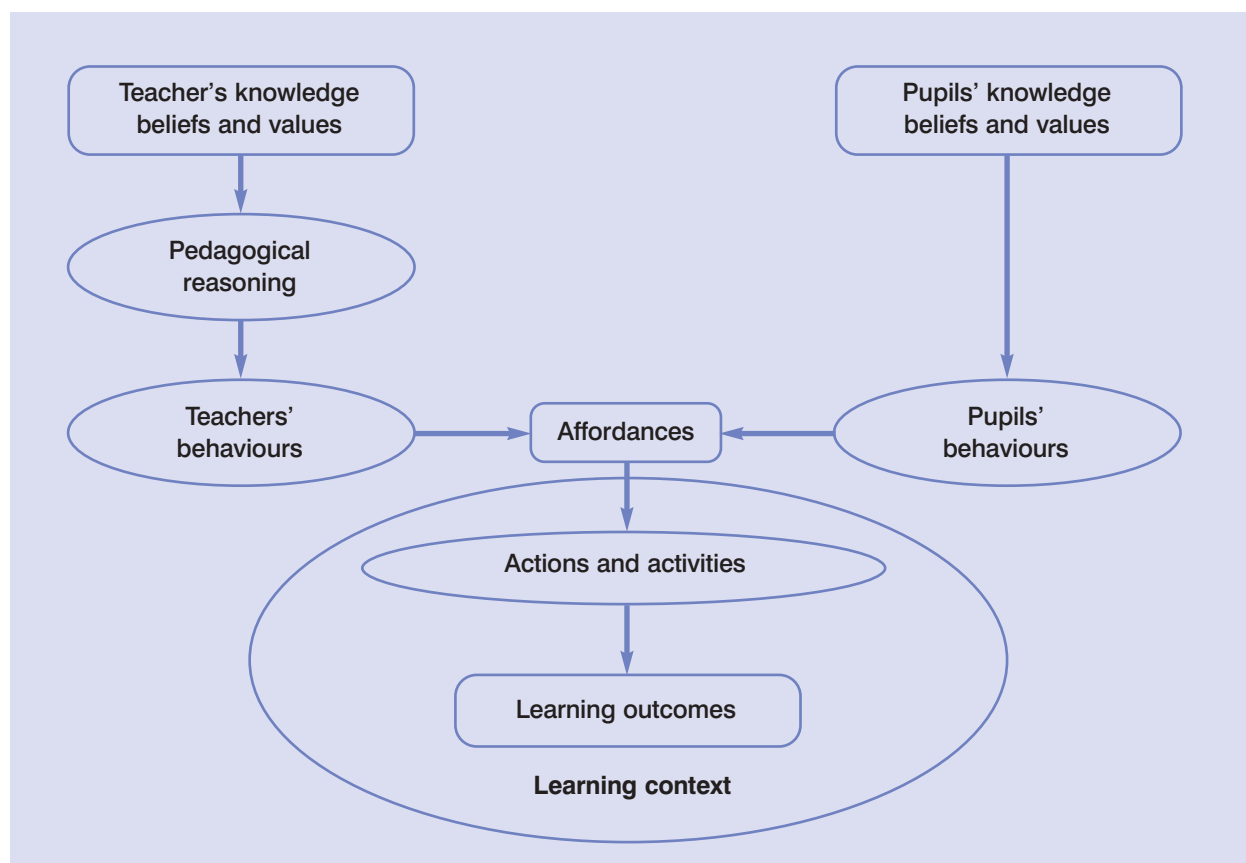 Teacher’s knowledge
beliefs and values
Pupils’ knowledge
beliefs and values
Pedagogical
reasoning
Teachers’
behaviours
Affordances
Pupils’
behaviours
Actions and activities
Learning outcomes
Learning context